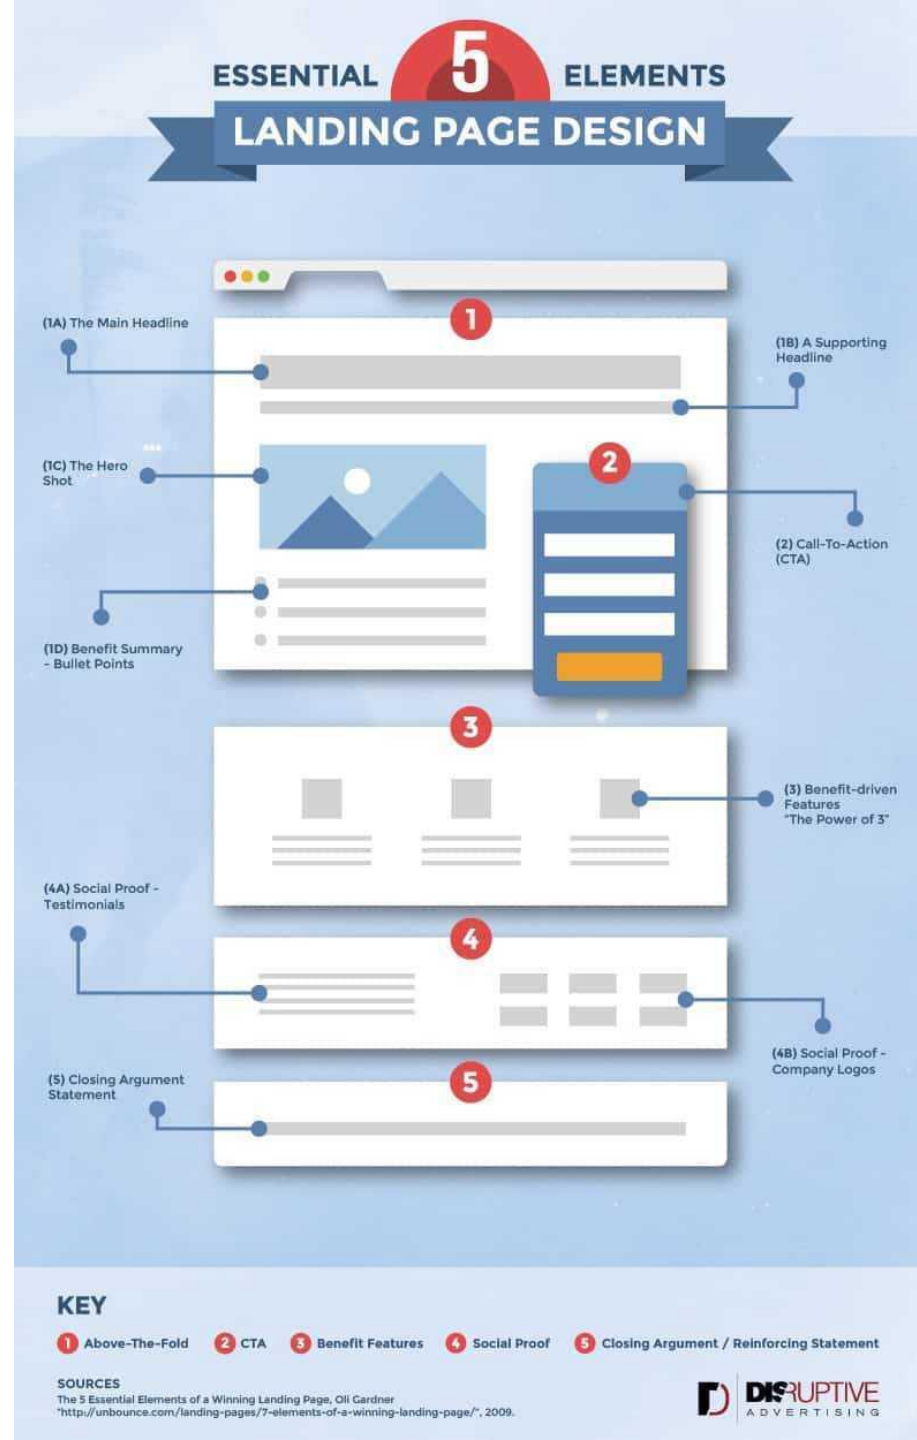 ESSENTIAL 5 ELEMENTS
LANDING PAGE DESIGN
1
(1A) The Main Headline
(1B) A Supporting
Headline
(1C) The Hero
Shot
2
(2) Call-To-Action
(CTA)
(1D) Benefit Summary
- Bullet Points
3
(3) Benefit-driven
Features
"The Power of 3"
(4A) Social Proof -
Testimonials
4
(4B) Social Proof -
Company Logos
(5) Closing Argument
Statement
5
KEY
1 Above-The-Fold 2 CTA 3 Benefit Features 4 Social Proof 5 Closing Argument / Reinforcing Statement
SOURCES
The 5 Essential Elements of a Winning Landing Page, Oli Gardner
"http://unbounce.com/landing-pages/7-elements-of-a-winning-landing-page/", 2009.
DISRUPTIVE
ADVERTISING